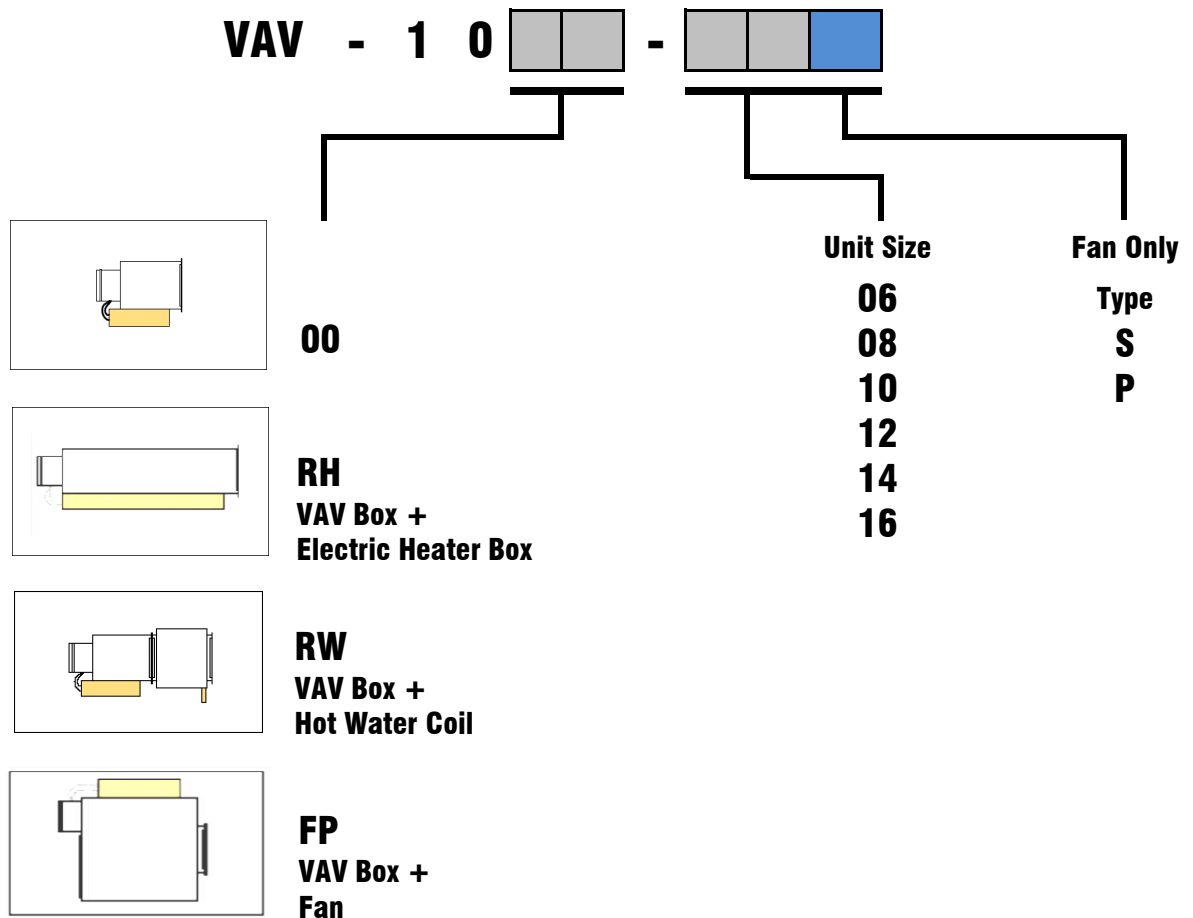 VAV - 1 0 -
Unit Size
06
08
10
12
14
16
Fan Only
Type
S
P
00
RH
VAV Box +
Electric Heater Box
RW
VAV Box +
Hot Water Coil
FP
VAV Box +
Fan